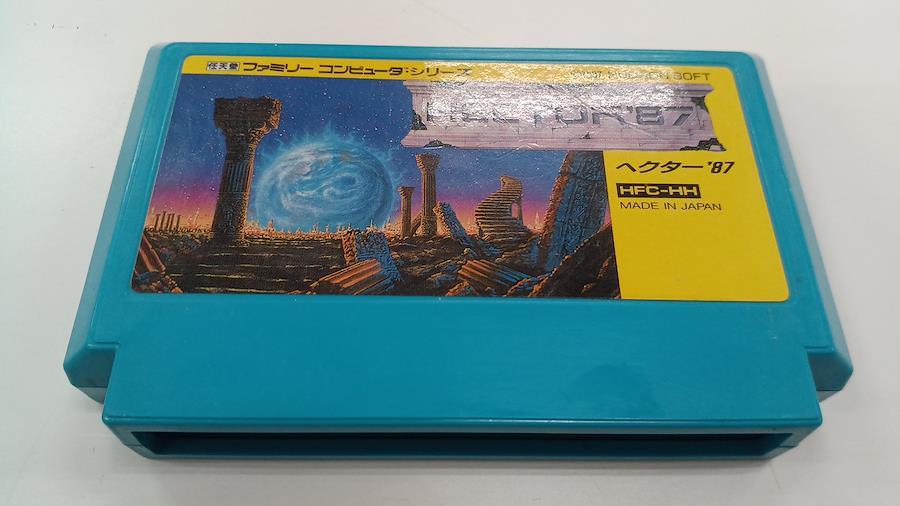 任天堂 ファミリー コンピュータ・シリーズ
SOFT
HECTOR'87
ヘクター'87
HFC-HH
MADE IN JAPAN